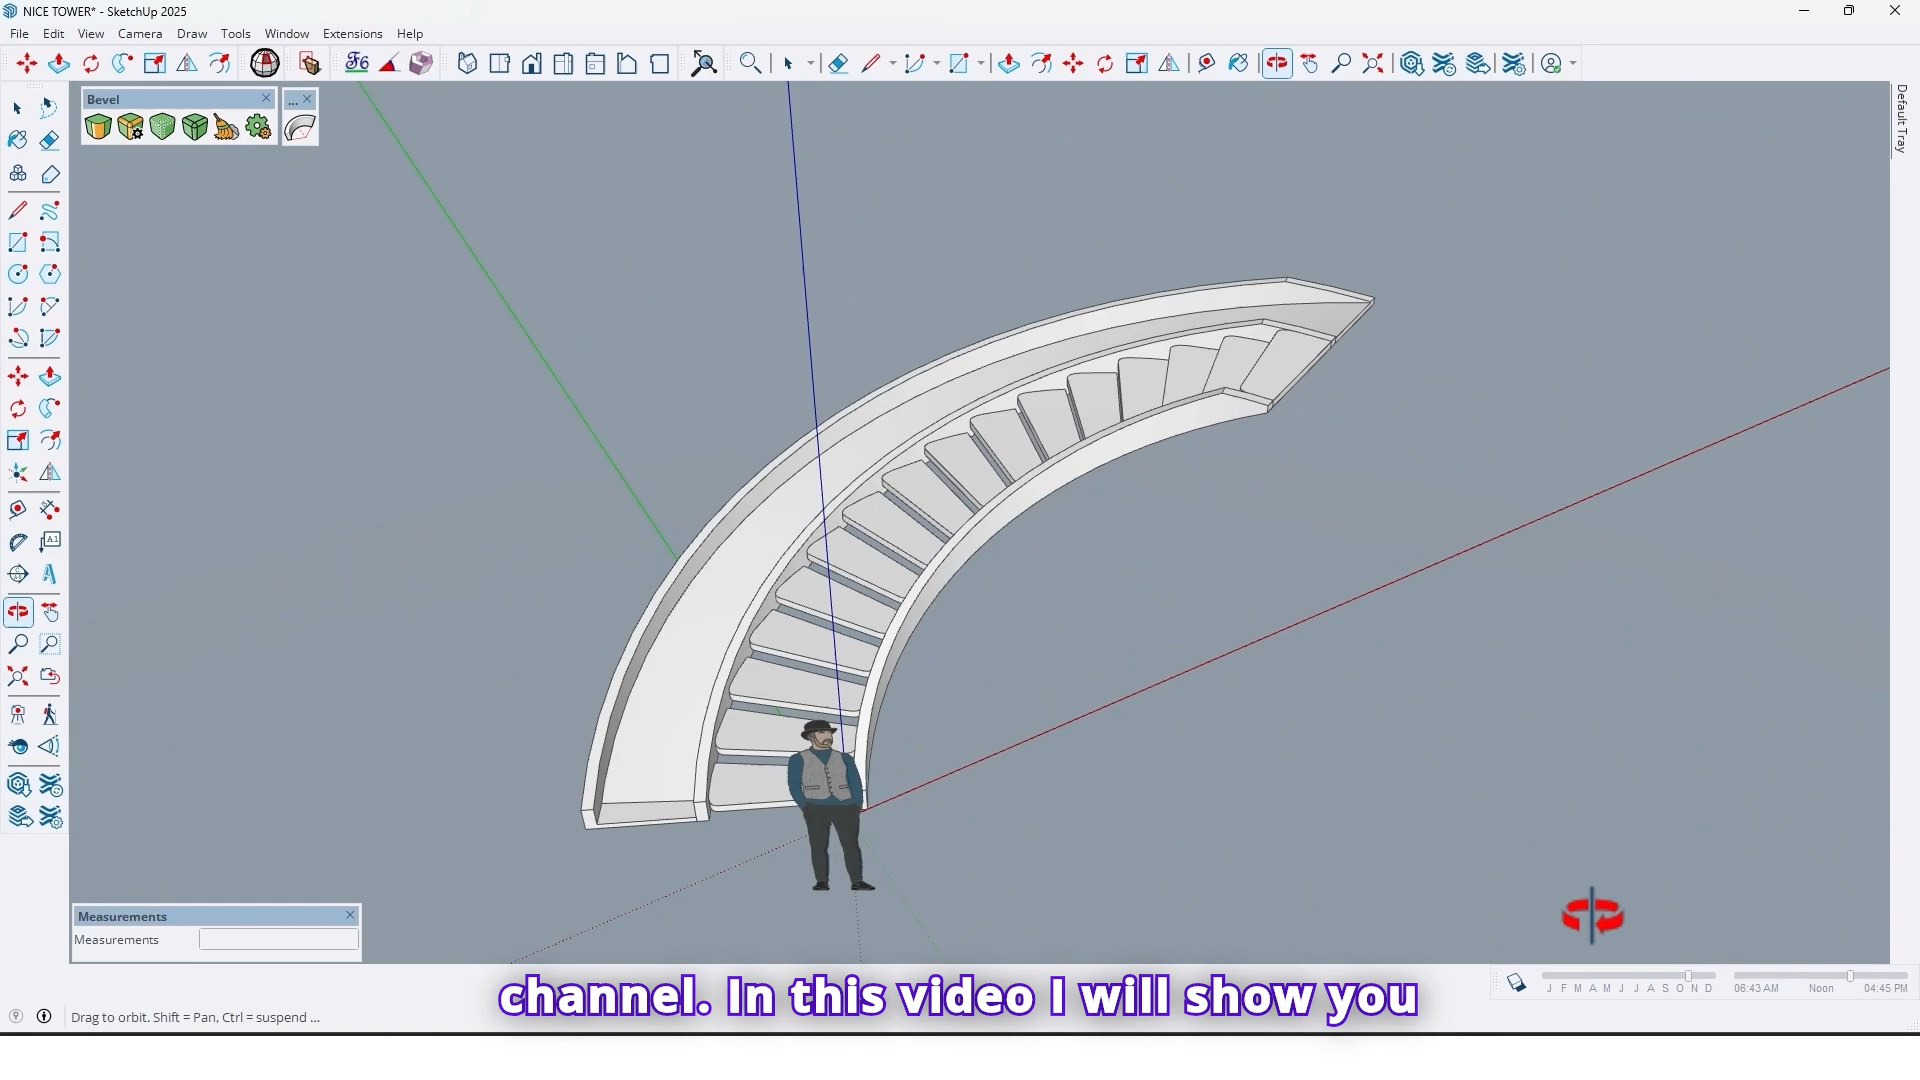 NICE TOWER* - SketchUp 2025
File Edit View Camera Draw Tools Window Extensions Help
F6
Bevel
...
Default Tray
A1
Measurements
Measurements
channel. In this video I will show you
J F M A M J J A S O N D
06:43 AM Noon 04:45 PM
Drag to orbit. Shift = Pan, Ctrl = suspend ...